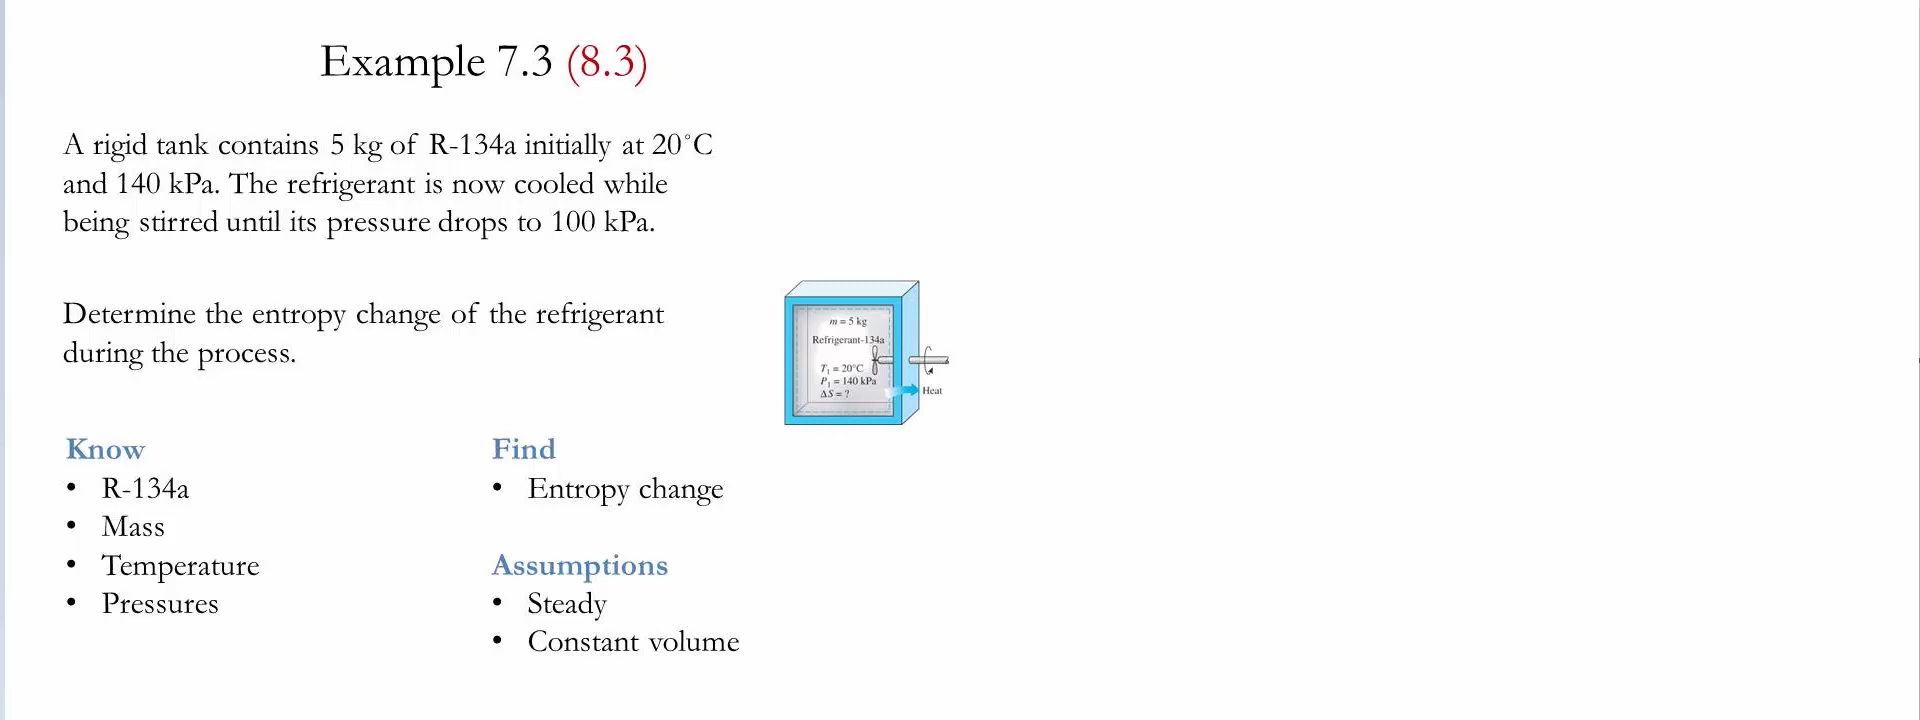 Example 7.3 (8.3)
A rigid tank contains 5 kg of R-134a initially at 20°C
and 140 kPa. The refrigerant is now cooled while
being stirred until its pressure drops to 100 kPa.
Determine the entropy change of the refrigerant
during the process.
m = 5 kg
Refrigerant-134a
T₁ = 20°C
P₁ = 140 kPa
ΔS = ?
Heat
Know
• R-134a
• Mass
• Temperature
• Pressures
Find
• Entropy change
Assumptions
• Steady
• Constant volume